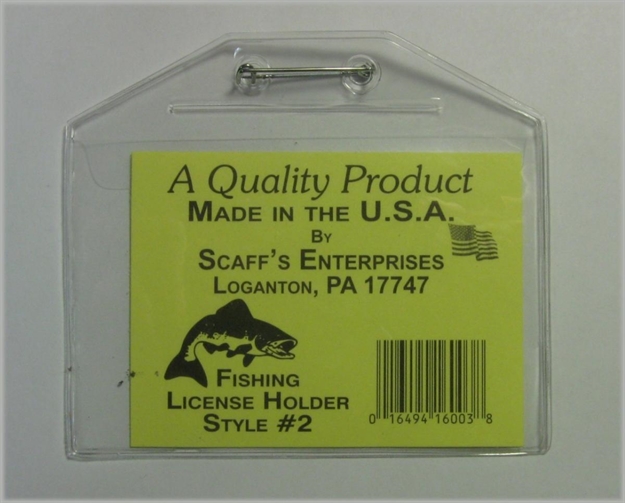 A Quality Product
MADE IN THE U.S.A.
BY
SCAFF'S ENTERPRISES
LOGANTON, PA 17747
FISHING
LICENSE HOLDER
STYLE #2
0 16494 16003 8